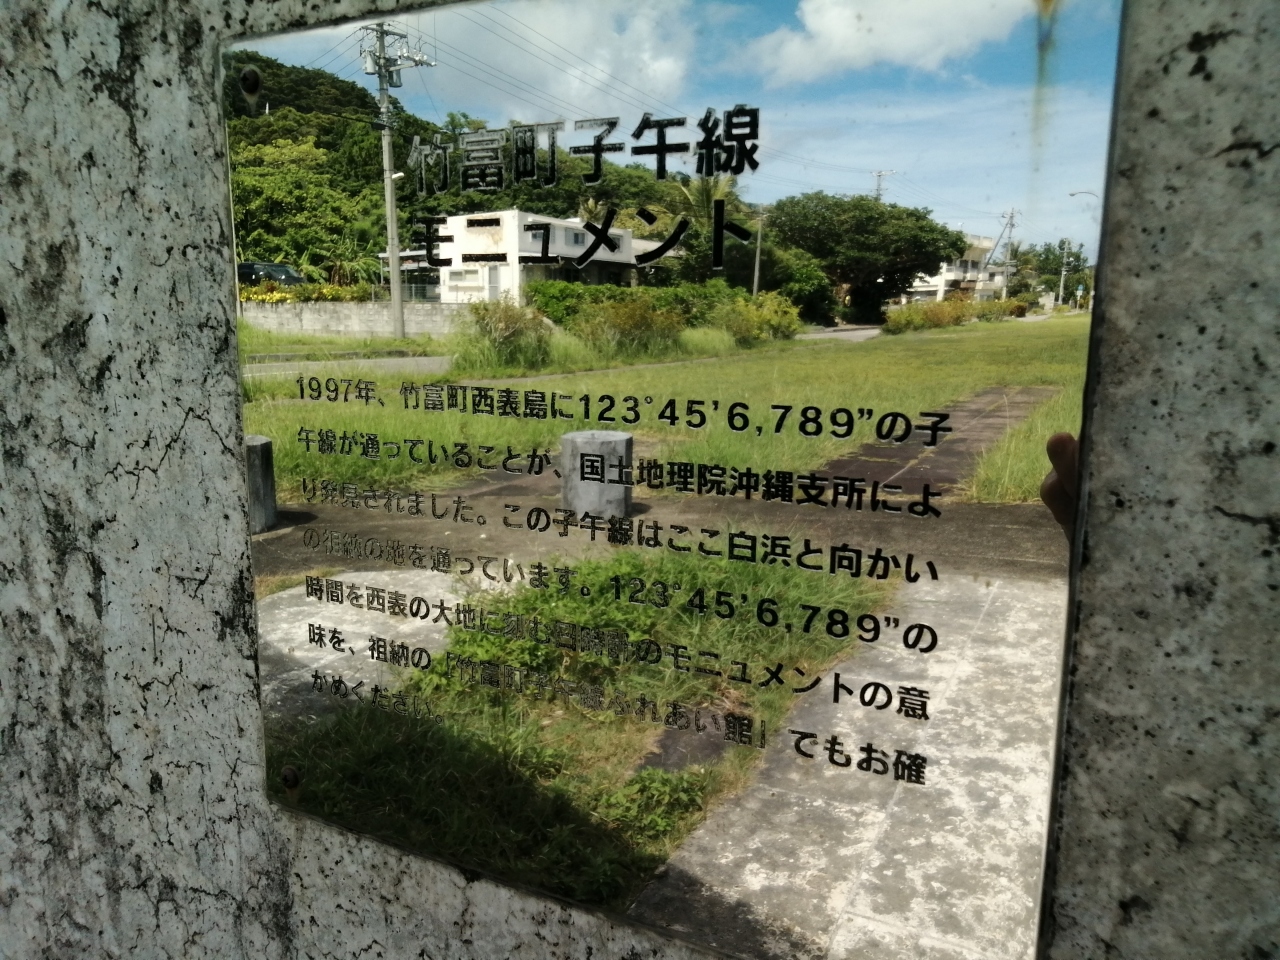 竹富町子午線
モニュメント
1997年、竹富町西表島に123°45'6,789"の子
午線が通っていることが、国土地理院沖縄支所によ
り発見されました。この子午線はここ白浜と向かい
の祖納の地を通っています。123°45'6,789"の
時間を西表の大地に刻む日時計のモニュメントの意
味を、祖納の「竹富町子午線ふれあい館」でもお確
かめください。